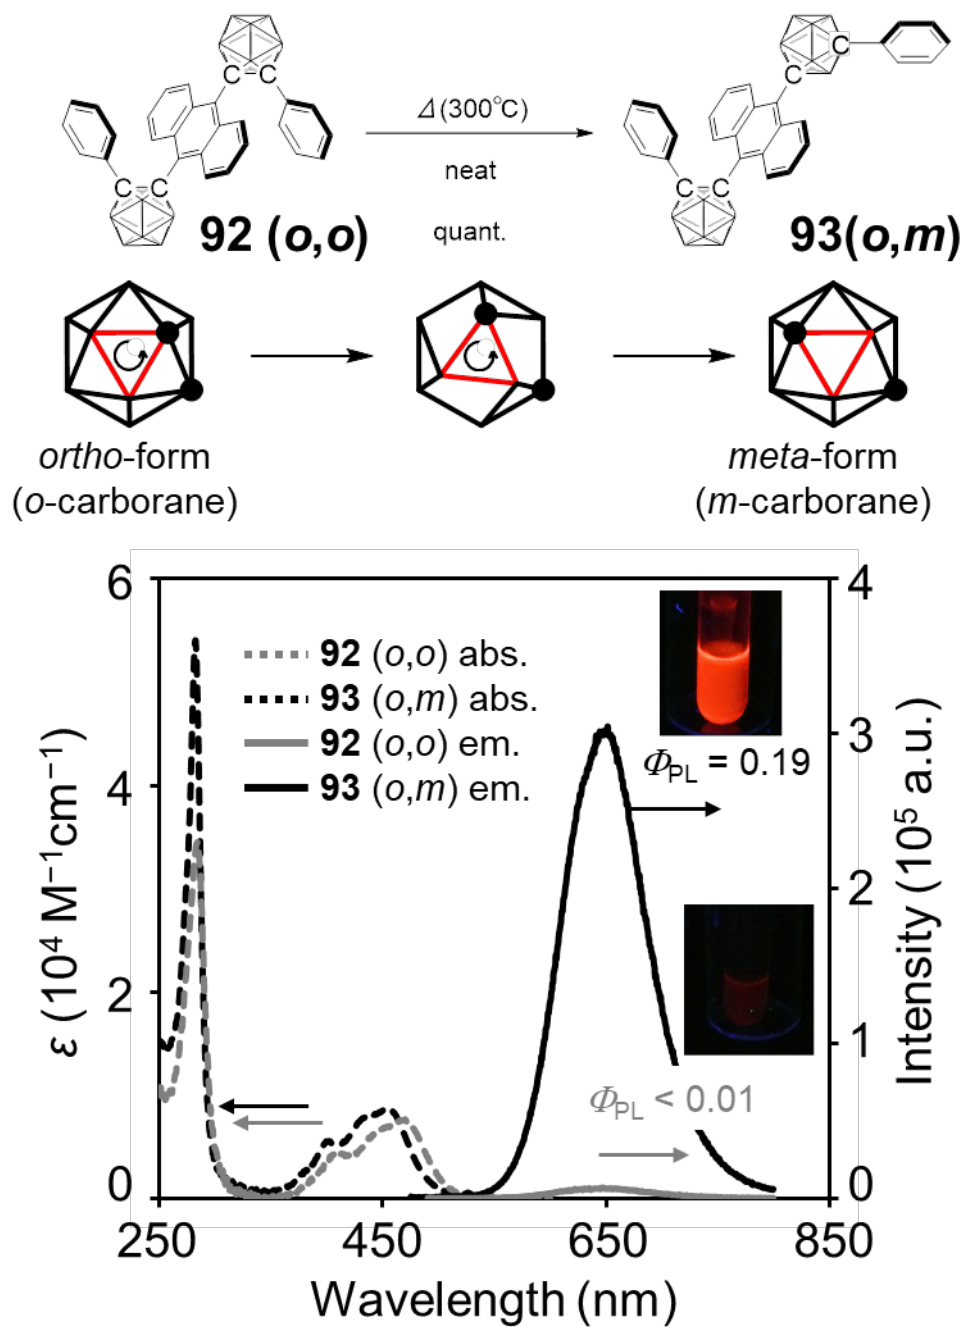 C
C C
C
Δ(300°C)
neat
quant.
C C
C C
92 (o,o)
93(o,m)
ortho-form
(o-carborane)
meta-form
(m-carborane)
6
4
2
0
ε (10⁴ M⁻¹cm⁻¹)
92 (o,o) abs.
93 (o,m) abs.
92 (o,o) em.
93 (o,m) em.
Φ_PL = 0.19
Φ_PL < 0.01
4
3
2
1
0
Intensity (10⁵ a.u.)
250 450 650 850
Wavelength (nm)